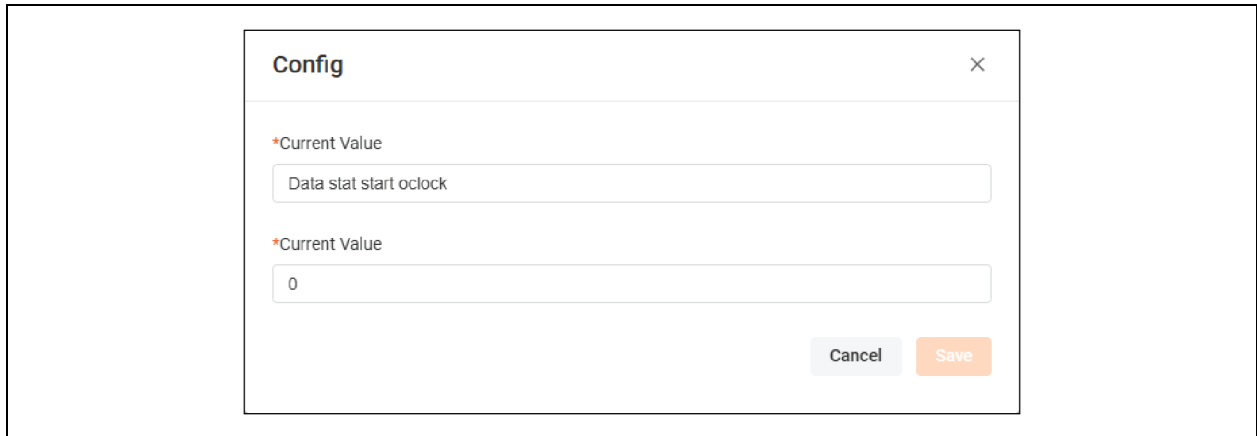 Config
*Current Value
Data stat start oclock
*Current Value
0
Cancel Save